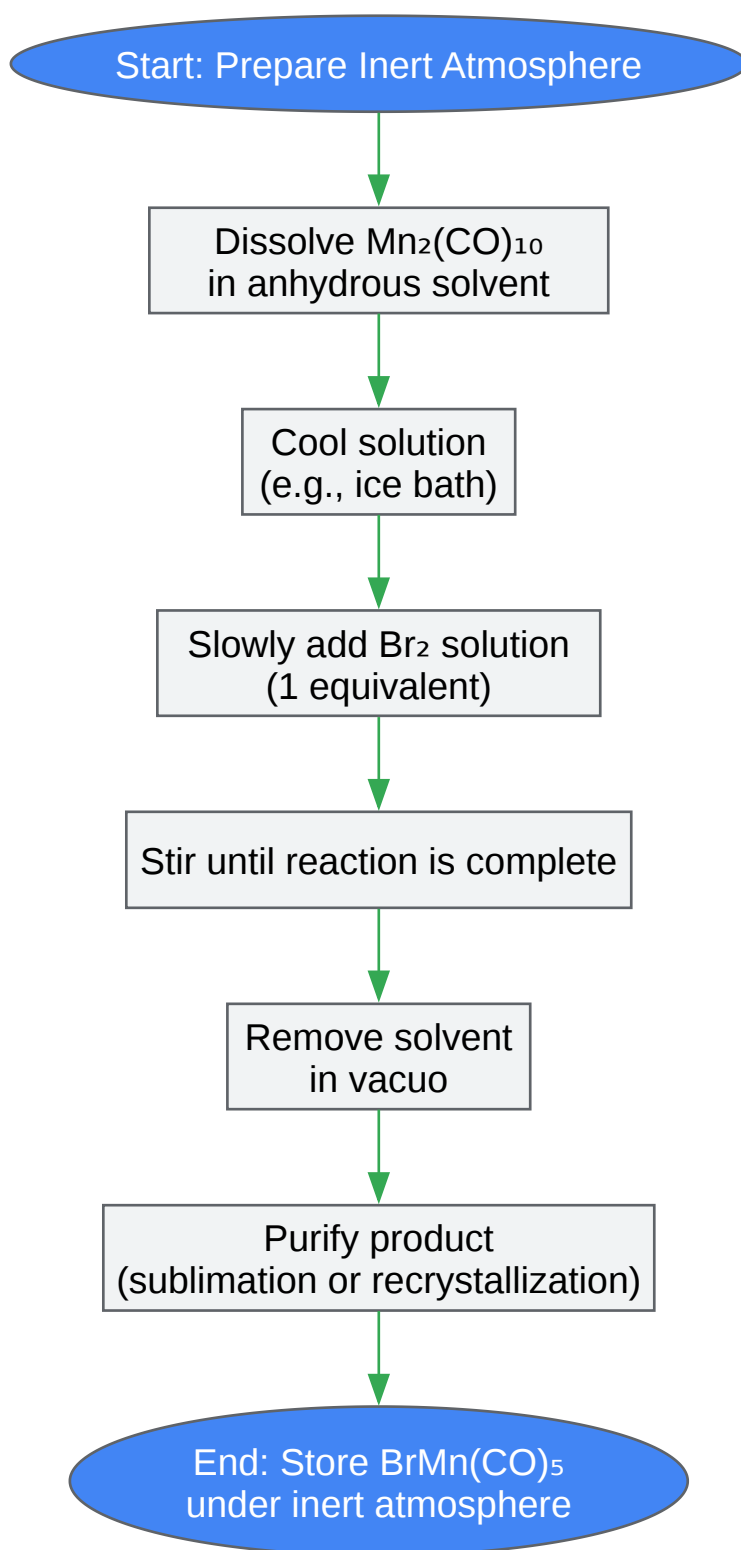 Start: Prepare Inert Atmosphere
Dissolve Mn₂(CO)₁₀
in anhydrous solvent
Cool solution
(e.g., ice bath)
Slowly add Br₂ solution
(1 equivalent)
Stir until reaction is complete
Remove solvent
in vacuo
Purify product
(sublimation or recrystallization)
End: Store BrMn(CO)₅
under inert atmosphere